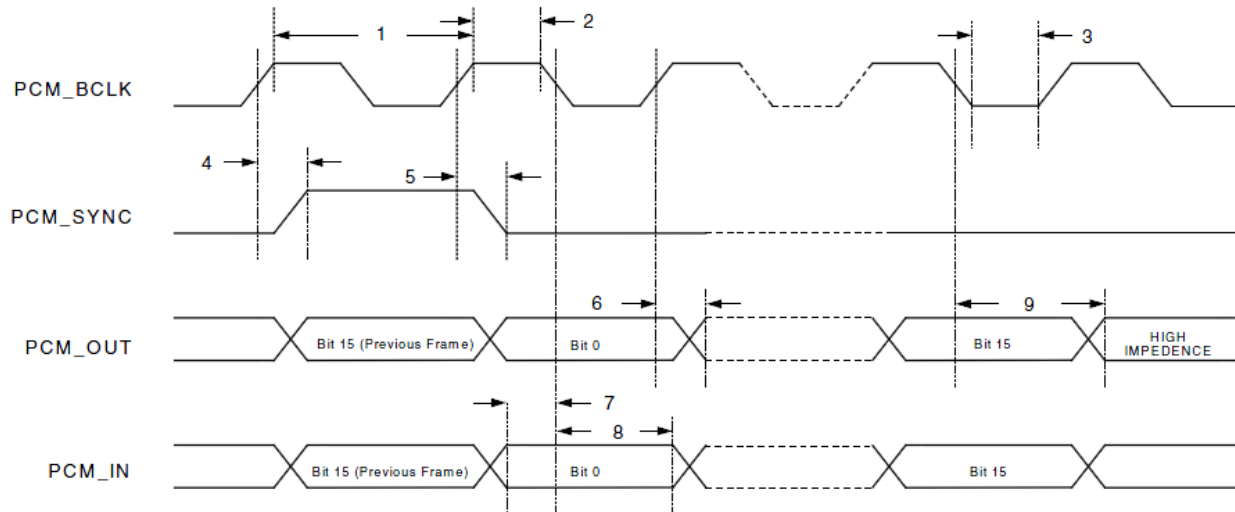 1
2
3
PCM_BCLK
4
5
PCM_SYNC
6
9
PCM_OUT
Bit 15 (Previous Frame)
Bit 0
Bit 15
HIGH
IMPEDENCE
7
8
PCM_IN
Bit 15 (Previous Frame)
Bit 0
Bit 15